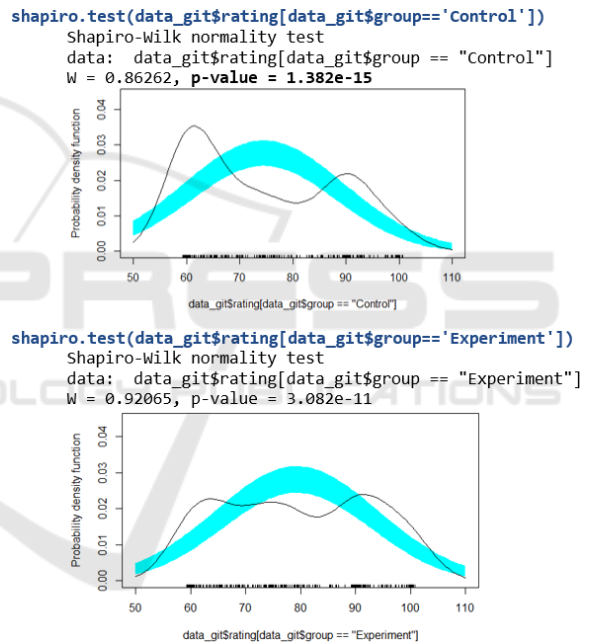 shapiro.test(data_git$rating[data_git$group=='Control'])
Shapiro-Wilk normality test
data:  data_git$rating[data_git$group == "Control"]
W = 0.86262, p-value = 1.382e-15
Probability density function
0.04
0.03
0.02
0.01
0.00
50 60 70 80 90 100 110
data_git$rating[data_git$group == "Control"]
PRESS
shapiro.test(data_git$rating[data_git$group=='Experiment'])
Shapiro-Wilk normality test
data:  data_git$rating[data_git$group == "Experiment"]
W = 0.92065, p-value = 3.082e-11
OLOGY PUBLICATIONS
Probability density function
0.04
0.03
0.02
0.01
0.00
50 60 70 80 90 100 110
data_git$rating[data_git$group == "Experiment"]